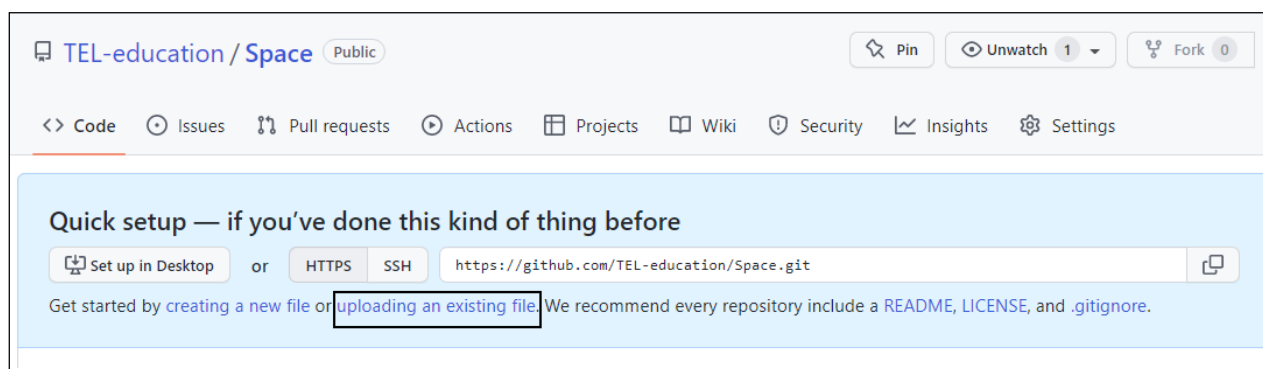 TEL-education / Space Public Pin Unwatch 1 Fork 0
Code Issues Pull requests Actions Projects Wiki Security Insights Settings
Quick setup — if you've done this kind of thing before
Set up in Desktop or HTTPS SSH https://github.com/TEL-education/Space.git
Get started by creating a new file or uploading an existing file. We recommend every repository include a README, LICENSE, and .gitignore.